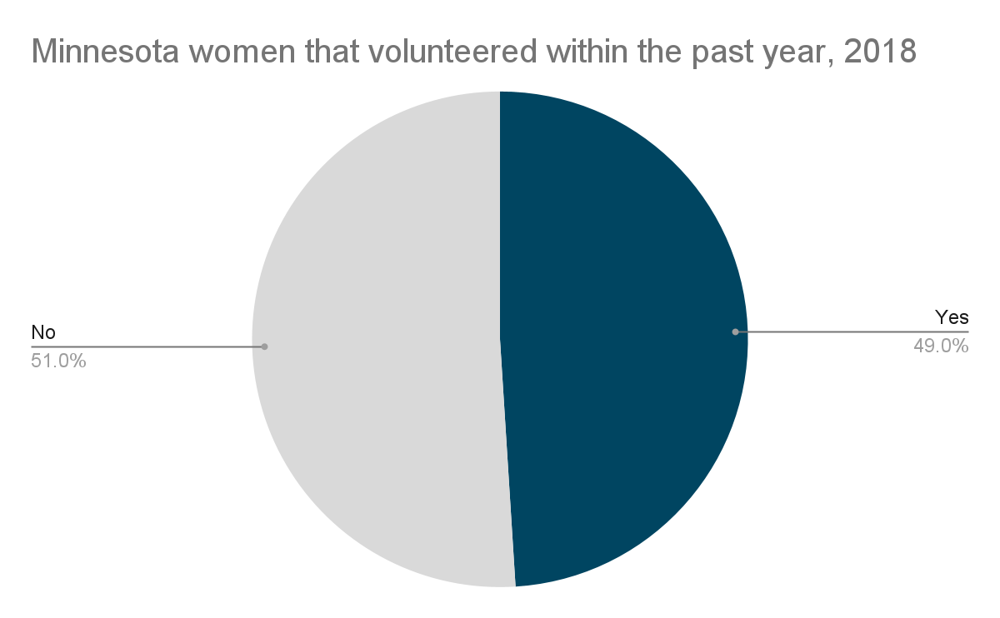 Minnesota women that volunteered within the past year, 2018
No
51.0%
Yes
49.0%